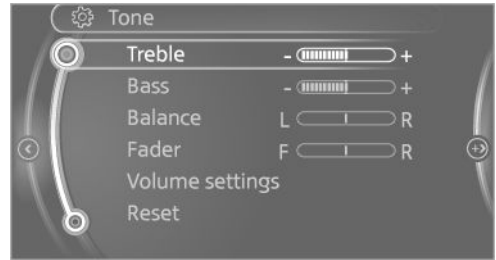 Tone
Treble - +
Bass - +
Balance L R
Fader F R
Volume settings
Reset